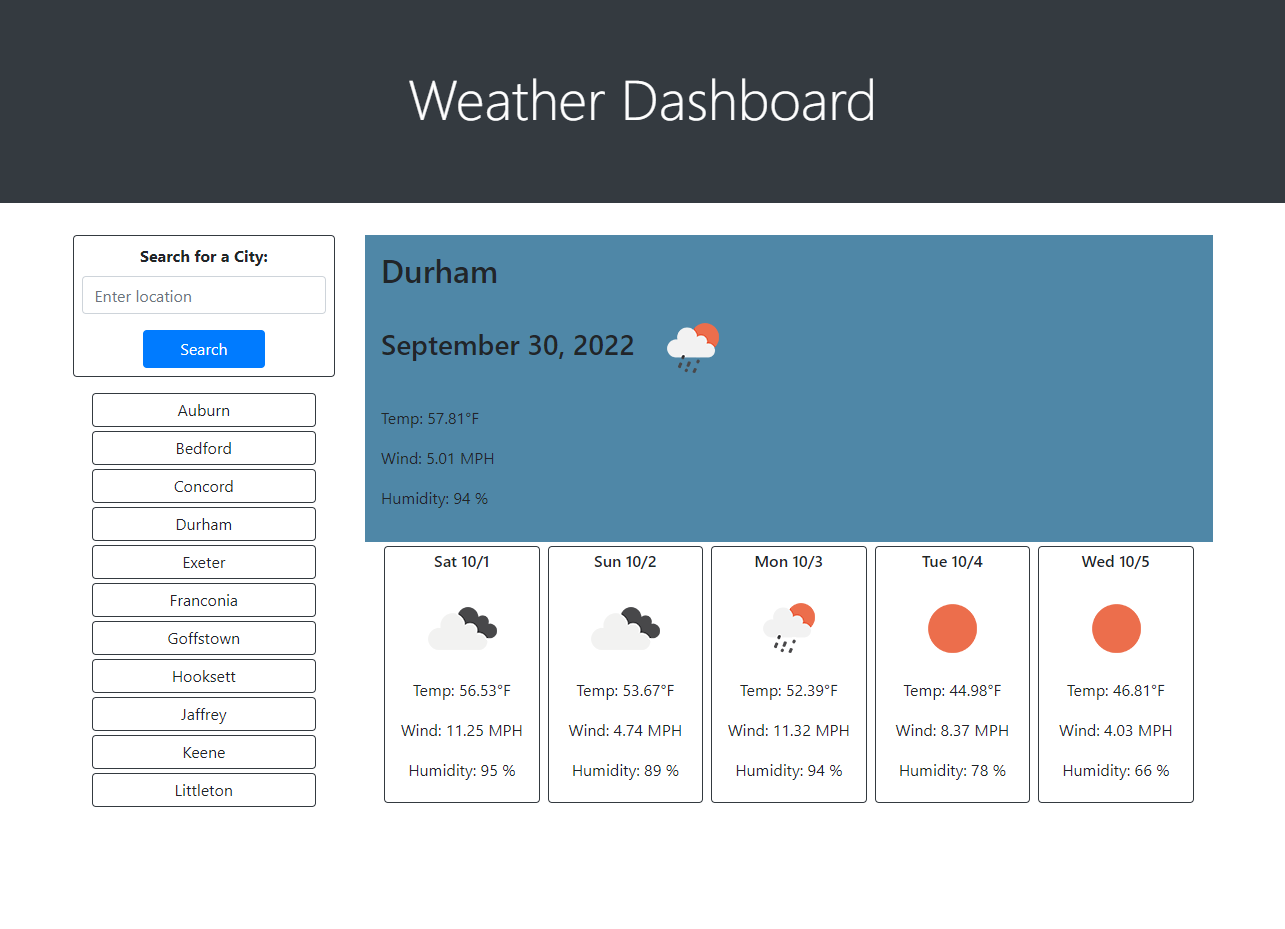 Weather Dashboard
Search for a City:
Enter location
Search
Auburn
Bedford
Concord
Durham
Exeter
Franconia
Goffstown
Hooksett
Jaffrey
Keene
Littleton
Durham
September 30, 2022
Temp: 57.81°F
Wind: 5.01 MPH
Humidity: 94 %
Sat 10/1
Temp: 56.53°F
Wind: 11.25 MPH
Humidity: 95 %
Sun 10/2
Temp: 53.67°F
Wind: 4.74 MPH
Humidity: 89 %
Mon 10/3
Temp: 52.39°F
Wind: 11.32 MPH
Humidity: 94 %
Tue 10/4
Temp: 44.98°F
Wind: 8.37 MPH
Humidity: 78 %
Wed 10/5
Temp: 46.81°F
Wind: 4.03 MPH
Humidity: 66 %